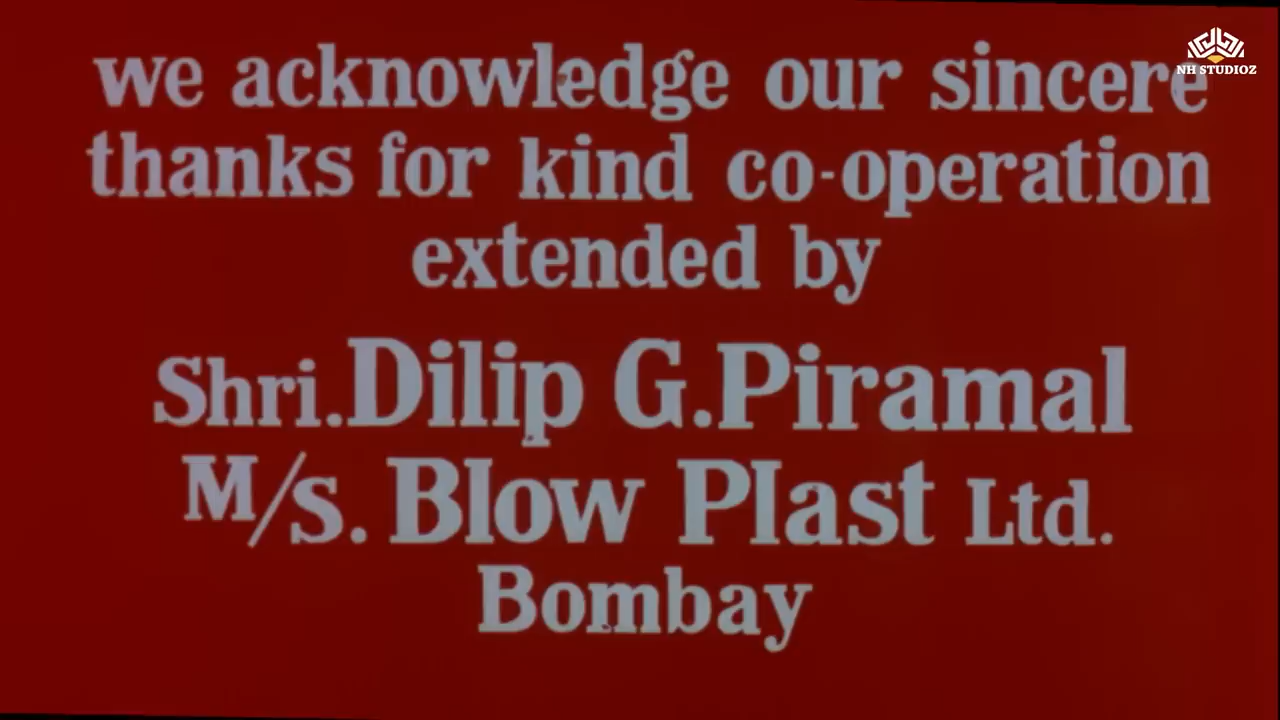 NH STUDIOZ
we acknowledge our sincere
thanks for kind co-operation
extended by
Shri. Dilip G. Piramal
M/s. Blow Plast Ltd.
Bombay